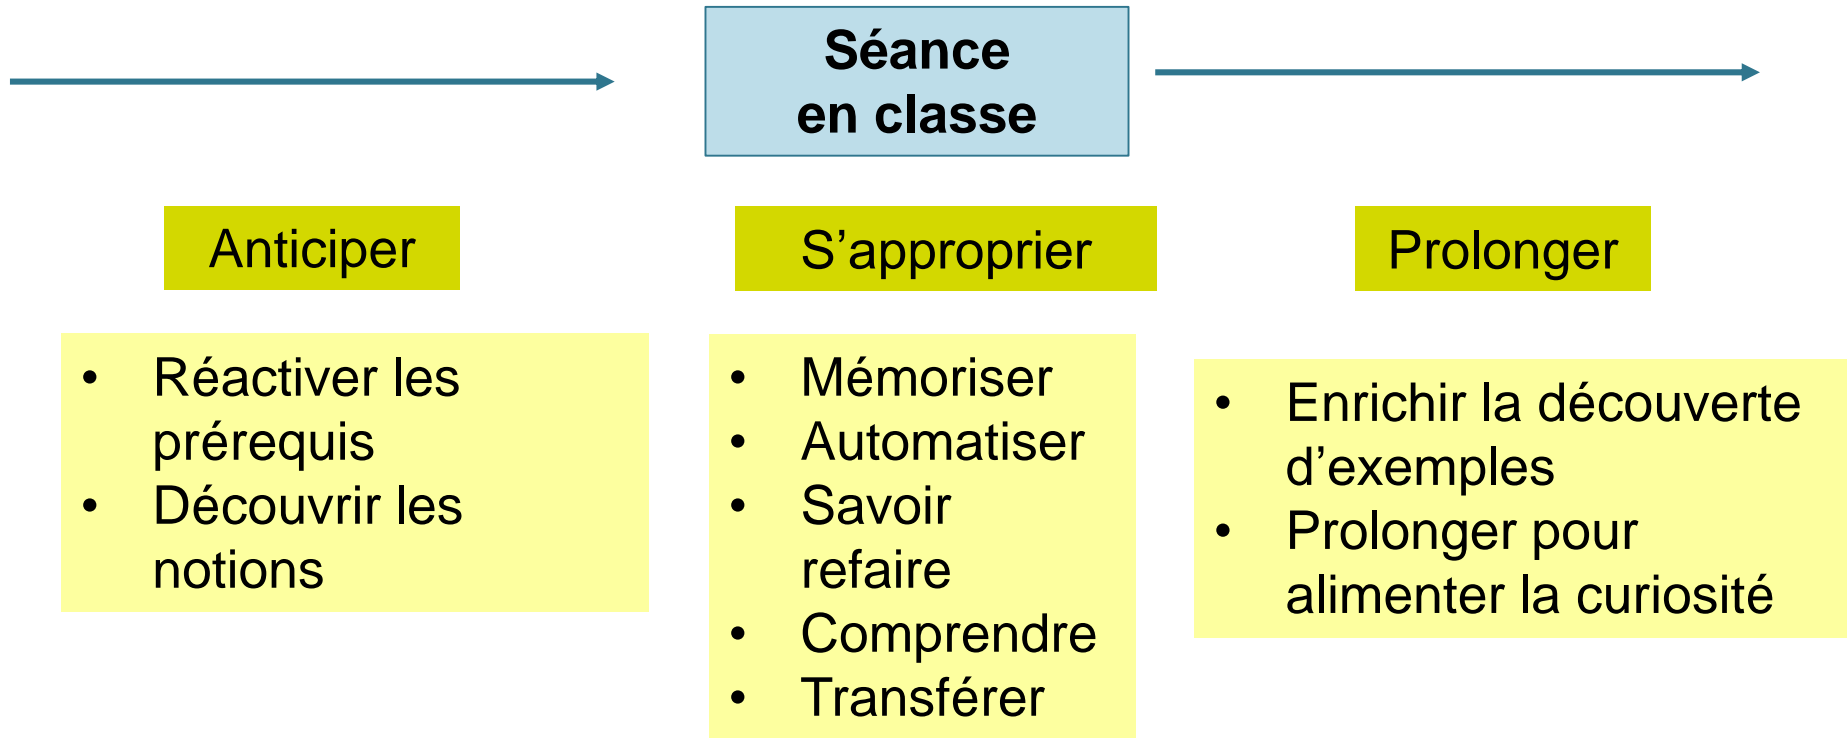 Séance
en classe
Anticiper
S’approprier
Prolonger
• Réactiver les
prérequis
• Découvrir les
notions
• Mémoriser
• Automatiser
• Savoir
refaire
• Comprendre
• Transférer
• Enrichir la découverte
d’exemples
• Prolonger pour
alimenter la curiosité